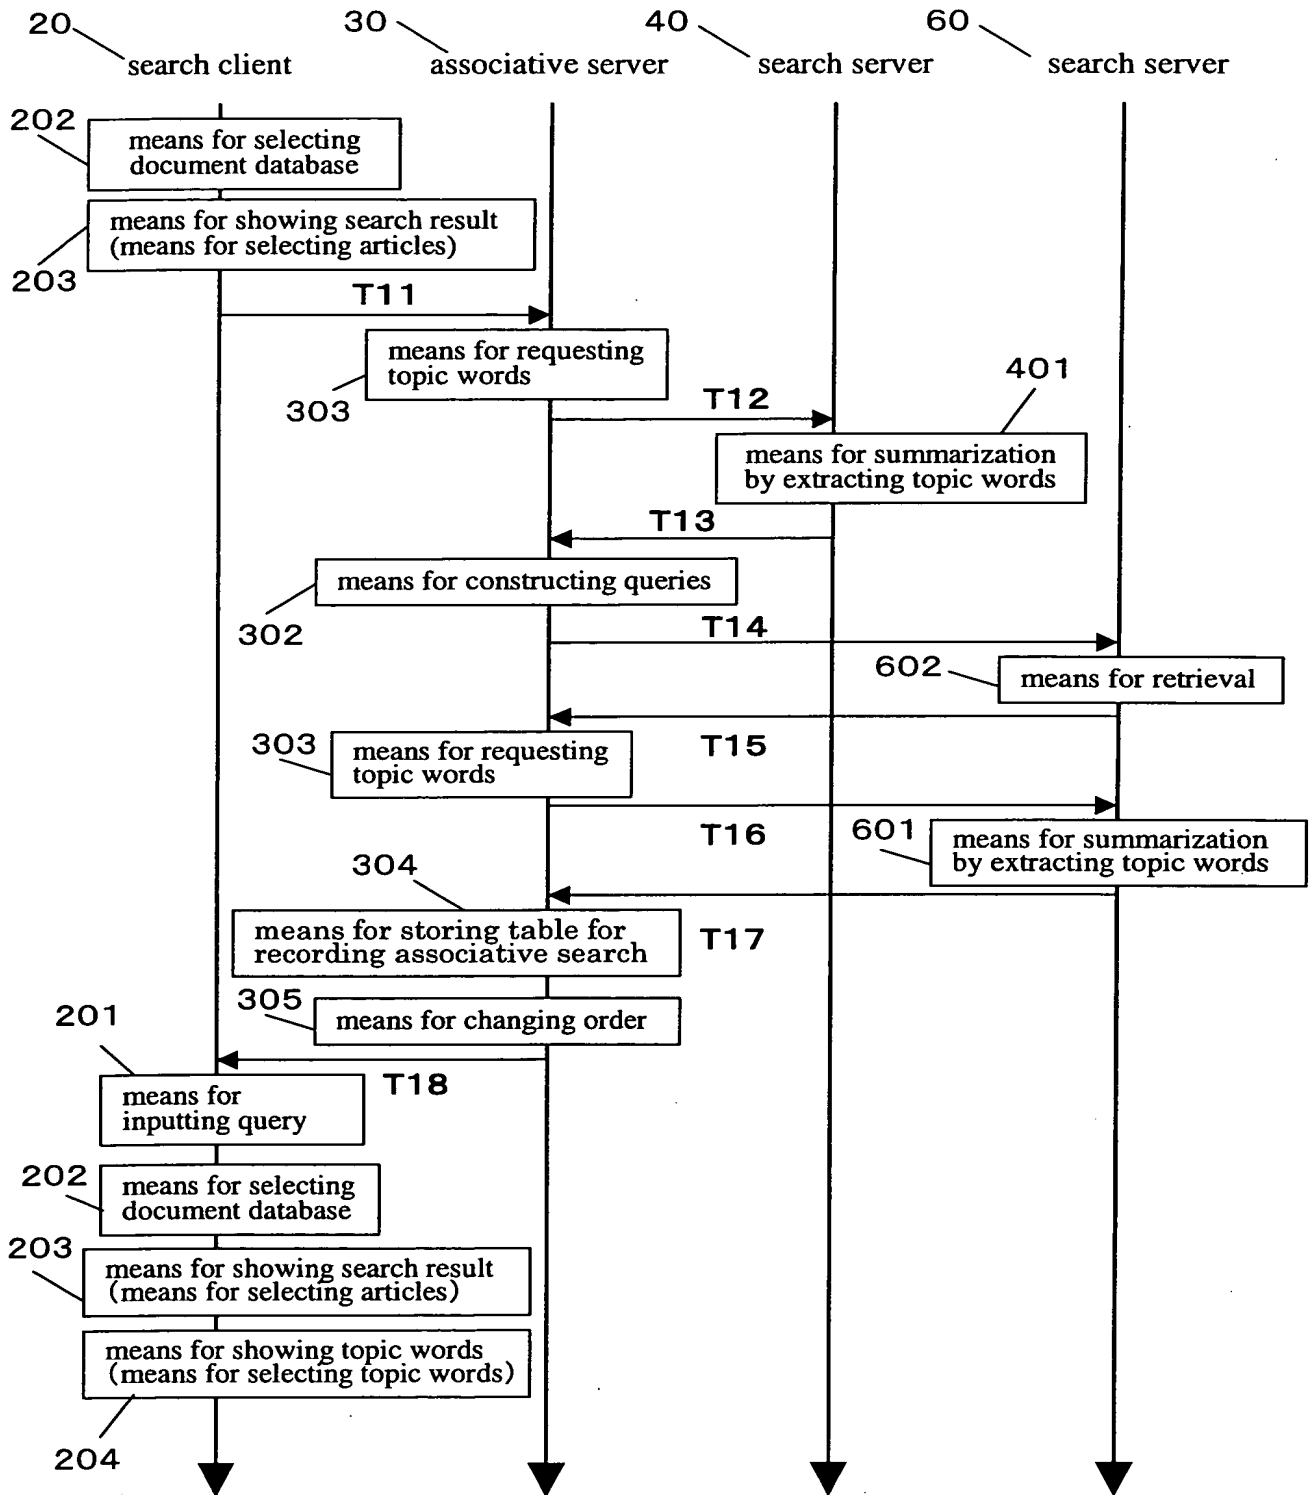 20
30
40
60
search client
associative server
search server
search server
202
means for selecting
document database
means for showing search result
(means for selecting articles)
203
T11
means for requesting
topic words
303
401
T12
means for summarization
by extracting topic words
T13
means for constructing queries
302
T14
602
means for retrieval
T15
303
means for requesting
topic words
T16
601
means for summarization
by extracting topic words
304
means for storing table for
recording associative search
T17
305
means for changing order
201
T18
means for
inputting query
202
means for selecting
document database
203
means for showing search result
(means for selecting articles)
means for showing topic words
(means for selecting topic words)
204